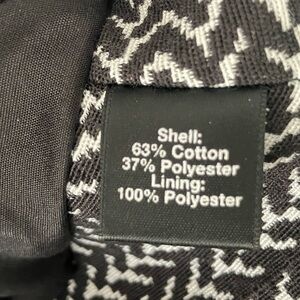 Shell:
63% Cotton
37% Polyester
Lining:
100% Polyester